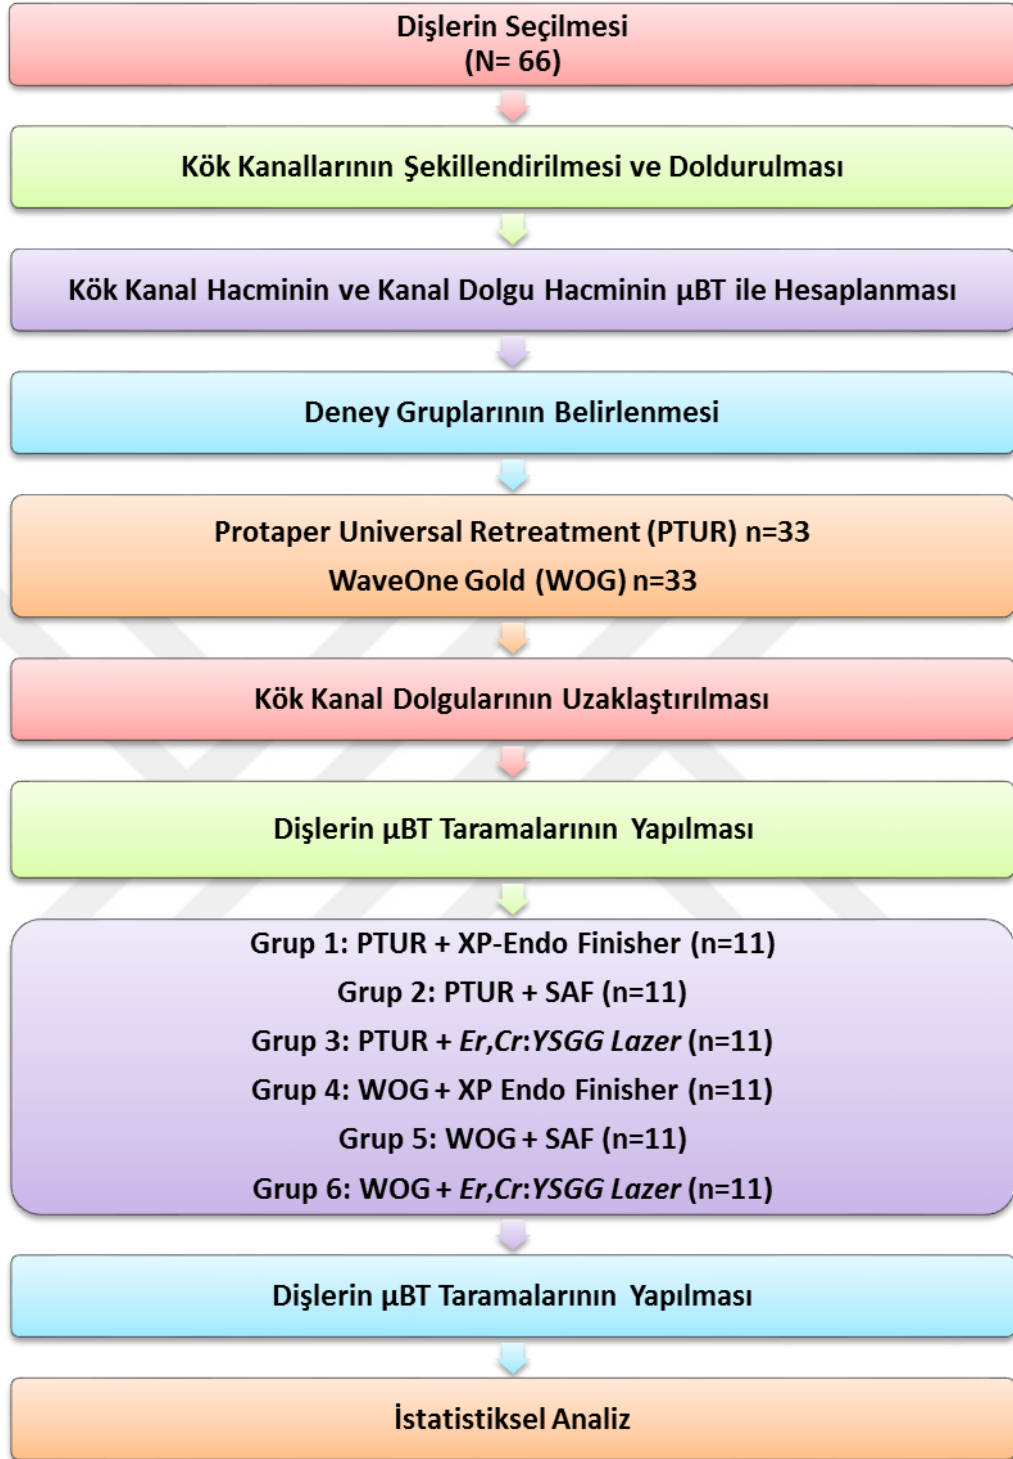 Dişlerin Seçilmesi
(N= 66)
Kök Kanallarının Şekillendirilmesi ve Doldurulması
Kök Kanal Hacminin ve Kanal Dolgu Hacminin µBT ile Hesaplanması
Deney Gruplarının Belirlenmesi
Protaper Universal Retreatment (PTUR) n=33
WaveOne Gold (WOG) n=33
Kök Kanal Dolgularının Uzaklaştırılması
Dişlerin µBT Taramalarının Yapılması
Grup 1: PTUR + XP-Endo Finisher (n=11)
Grup 2: PTUR + SAF (n=11)
Grup 3: PTUR + Er,Cr:YSGG Lazer (n=11)
Grup 4: WOG + XP Endo Finisher (n=11)
Grup 5: WOG + SAF (n=11)
Grup 6: WOG + Er,Cr:YSGG Lazer (n=11)
Dişlerin µBT Taramalarının Yapılması
İstatistiksel Analiz